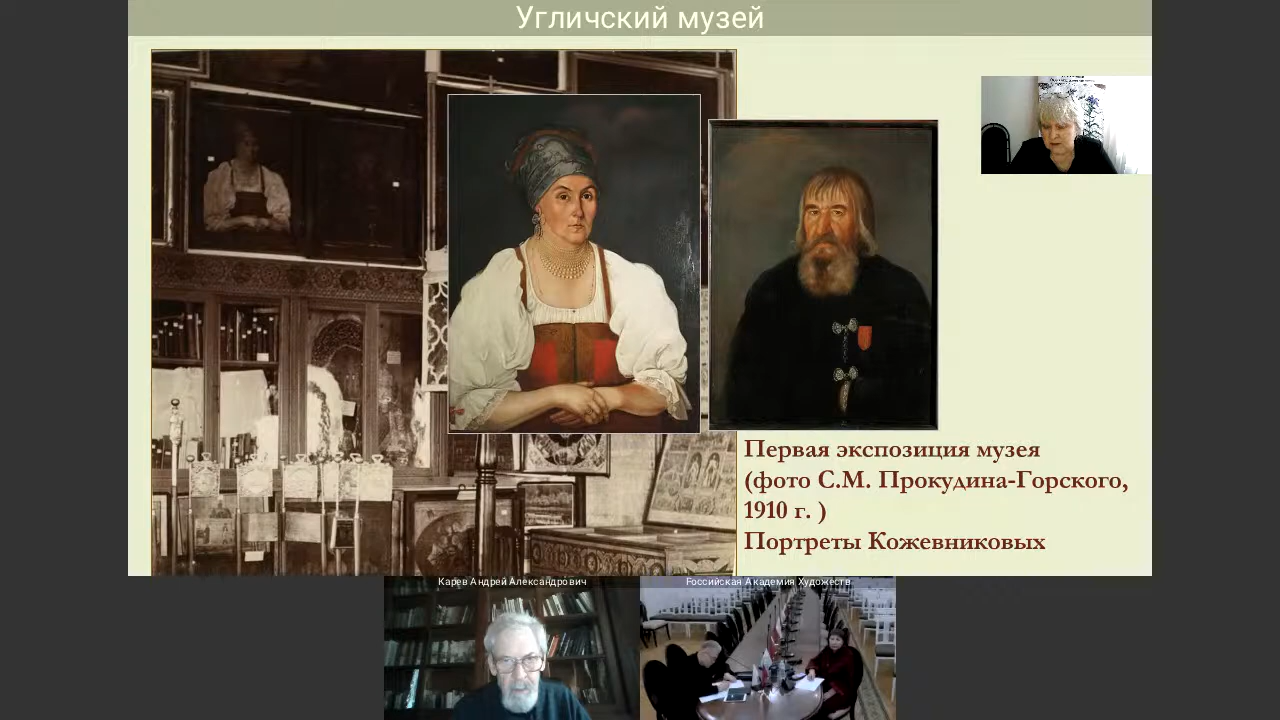 Угличский музей
Первая экспозиция музея
(фото С.М. Прокудина-Горского,
1910 г. )
Портреты Кожевниковых
Карев Андрей Александрович
Российская Академия Художеств